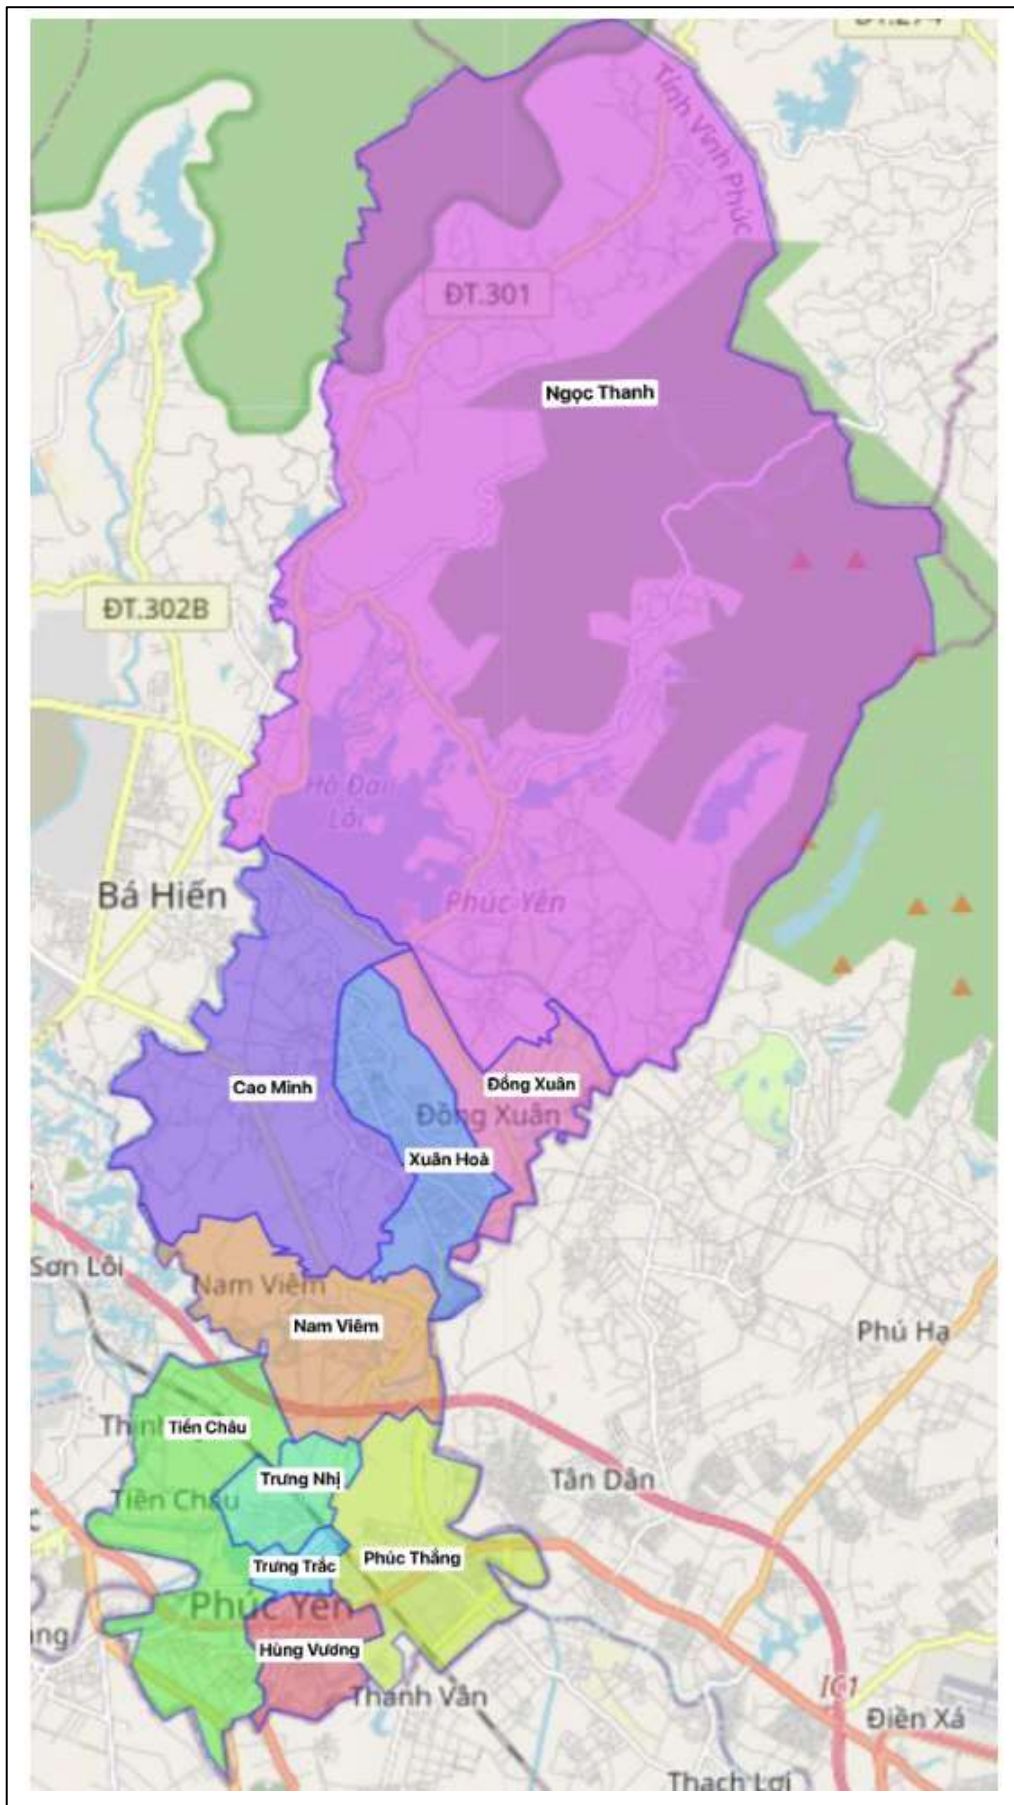 Tỉnh Vĩnh Phúc
ĐT.301
Ngọc Thanh
ĐT.302B
Hồ Đại
Lải
Bá Hiến
Phúc Yên
Cao Minh
Đồng Xuân
Đồng Xuân
Xuân Hoà
Sơn Lôi
Nam Viêm
Nam Viêm
Phú Hạ
Tiền Châu
Trưng Nhị
Tân Dân
Tiền Châu
Trưng Trắc
Phúc Thắng
Phúc Yên
Hùng Vương
Thanh Vân
IC1
Điền Xá
Thạch Lợi